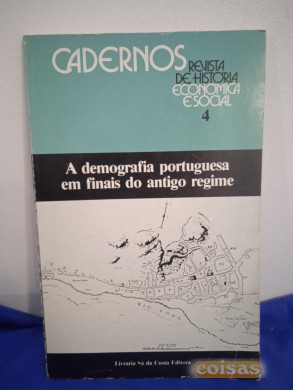 CADERNOS
REVISTA
DE HISTÓRIA
ECONÓMICA
E SOCIAL
4
A demografia portuguesa
em finais do antigo regime
Livraria Sá da Costa Editora
coisas